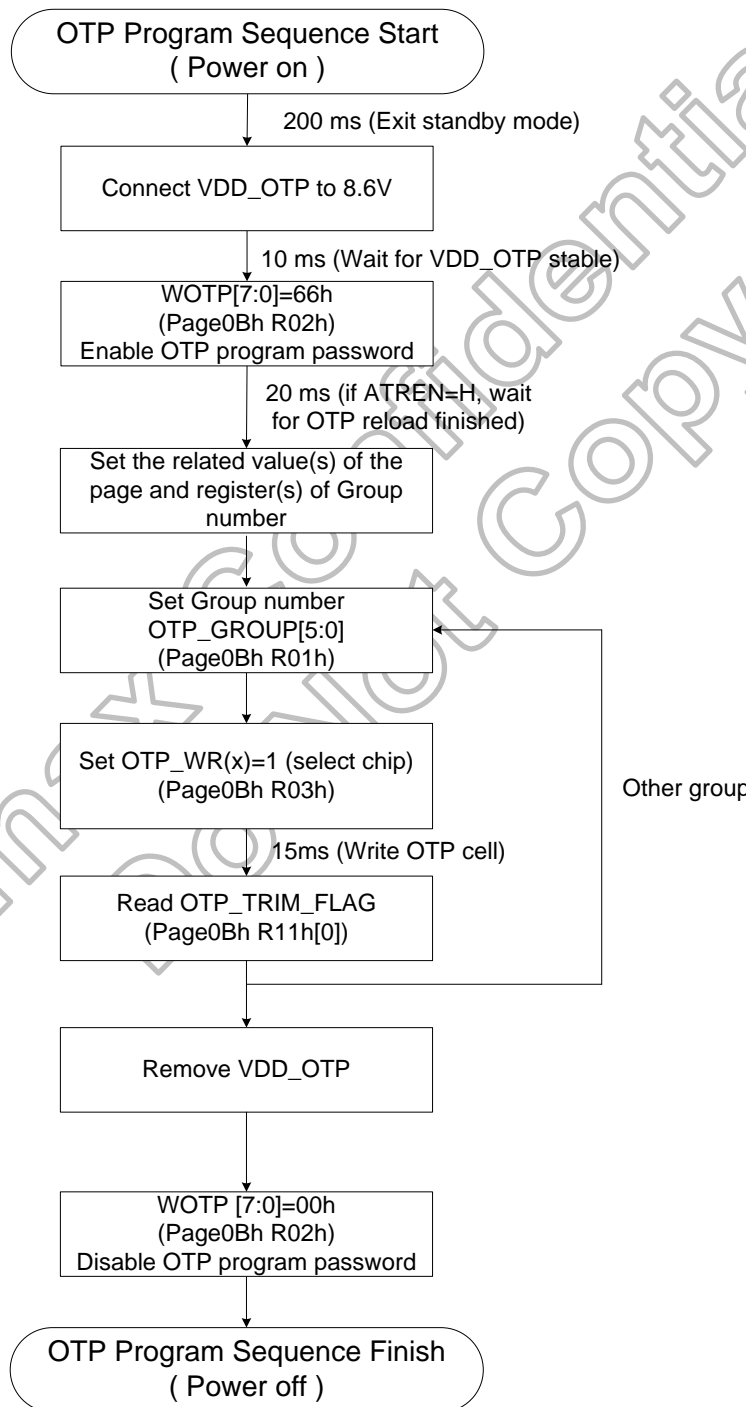 OTP Program Sequence Start
( Power on )
200 ms (Exit standby mode)
Connect VDD_OTP to 8.6V
10 ms (Wait for VDD_OTP stable)
WOTP[7:0]=66h
(Page0Bh R02h)
Enable OTP program password
20 ms (if ATREN=H, wait
for OTP reload finished)
Set the related value(s) of the
page and register(s) of Group
number
Set Group number
OTP_GROUP[5:0]
(Page0Bh R01h)
Set OTP_WR(x)=1 (select chip)
(Page0Bh R03h)
Other group
15ms (Write OTP cell)
Read OTP_TRIM_FLAG
(Page0Bh R11h[0])
Remove VDD_OTP
WOTP [7:0]=00h
(Page0Bh R02h)
Disable OTP program password
OTP Program Sequence Finish
( Power off )
Do Not Copy